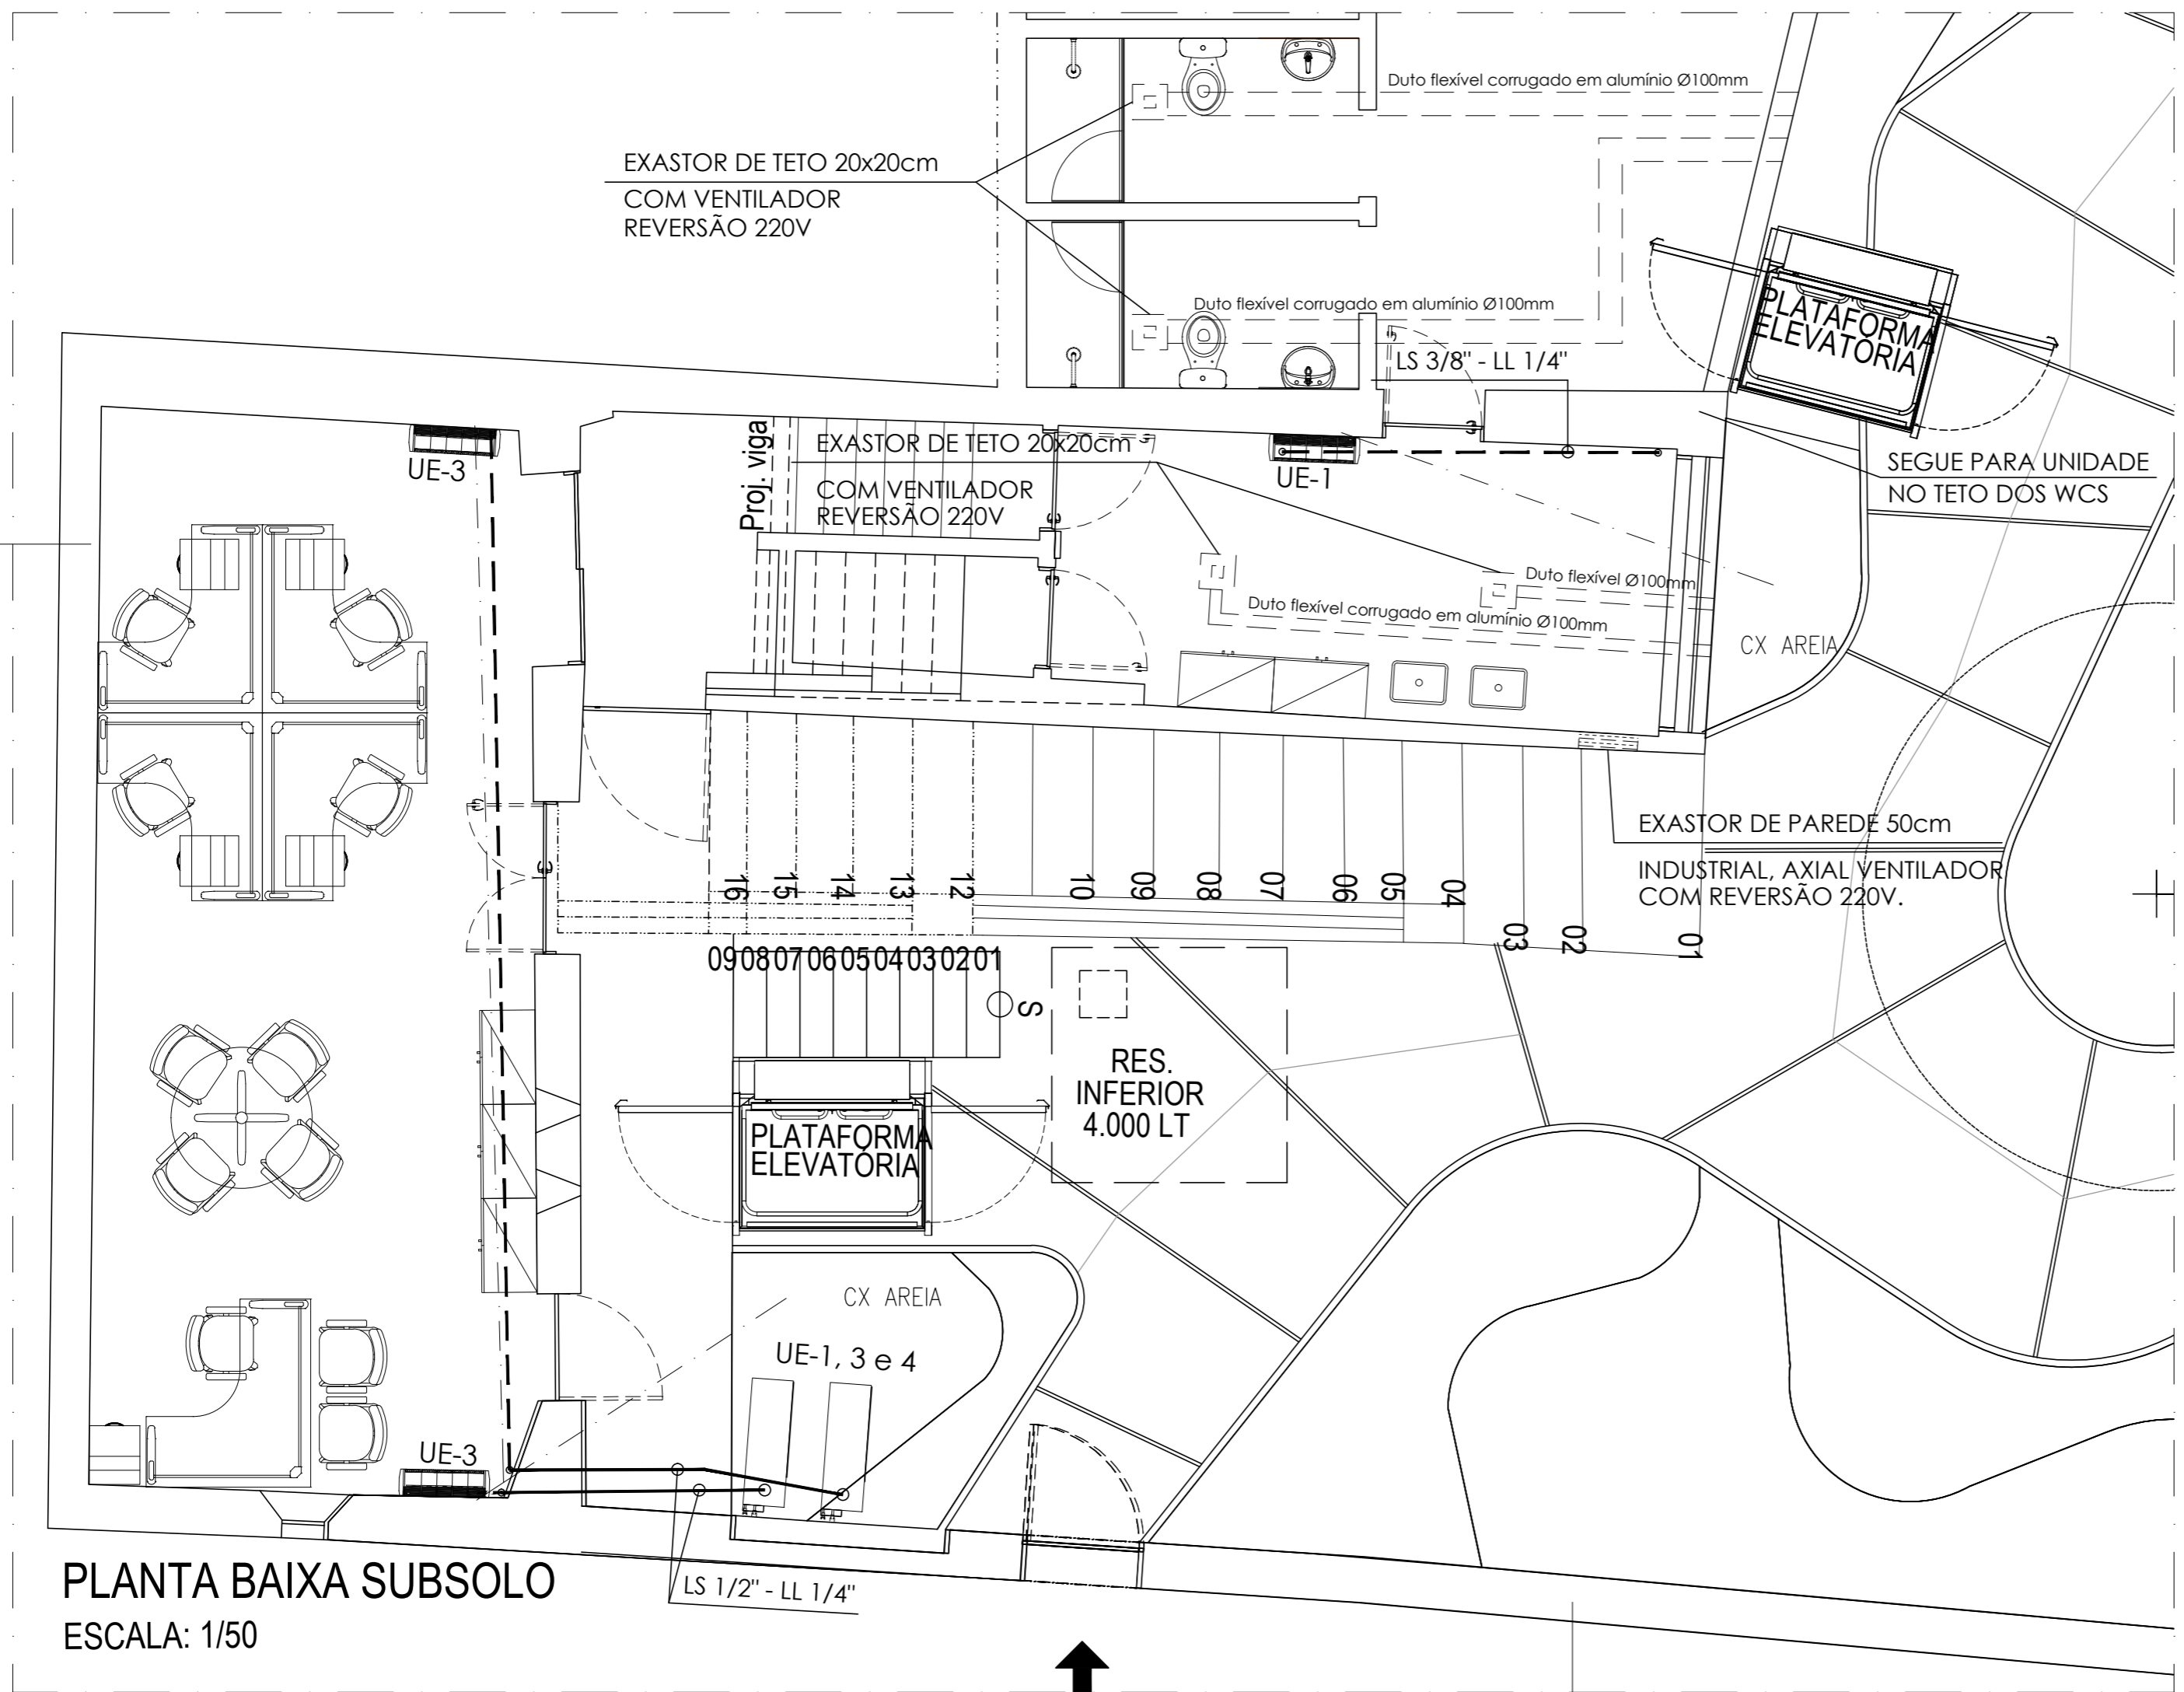 Duto flexível corrugado em alumínio Ø100mm
EXASTOR DE TETO 20x20cm
COM VENTILADOR
REVERSÃO 220V
Duto flexível corrugado em alumínio Ø100mm
PLATAFORMA
ELEVATÓRIA
LS 3/8" - LL 1/4"
UE-3
Proj. viga
EXASTOR DE TETO 20x20cm
COM VENTILADOR
REVERSÃO 220V
UE-1
SEGUE PARA UNIDADE
NO TETO DOS WCS
Duto flexível Ø100mm
Duto flexível corrugado em alumínio Ø100mm
CX AREIA
EXASTOR DE PAREDE 50cm
INDUSTRIAL, AXIAL VENTILADOR
COM REVERSÃO 220V.
16 15 14 13 12 10 09 08 07 06 05 04 03 02 01
09 08 07 06 05 04 03 02 01
S
RES.
INFERIOR
4.000 LT
PLATAFORMA
ELEVATÓRIA
CX AREIA
UE-1, 3 e 4
UE-3
LS 1/2" - LL 1/4"
PLANTA BAIXA SUBSOLO
ESCALA: 1/50